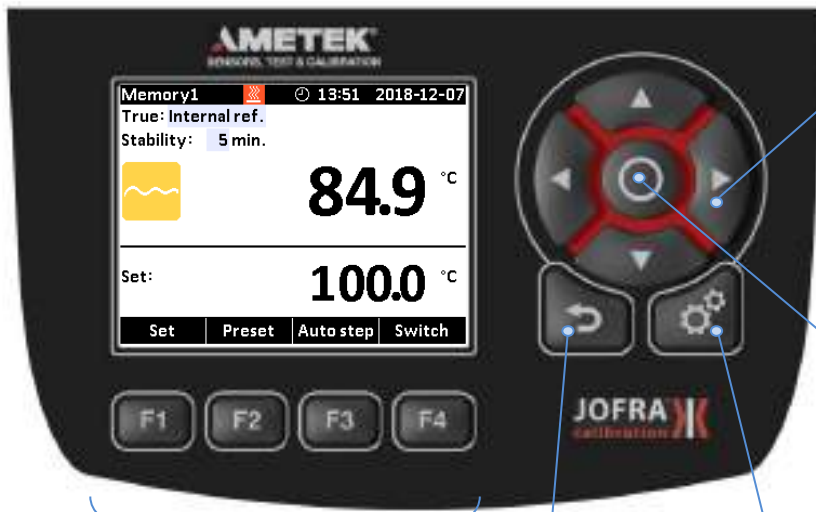 AMETEK
SENSORS, TEST & CALIBRATION
Memory1 13:51 2018-12-07
True: Internal ref.
Stability: 5 min.
84.9 °C
Set: 100.0 °C
Set Preset Auto step Switch
F1 F2 F3 F4
JOFRA
calibration